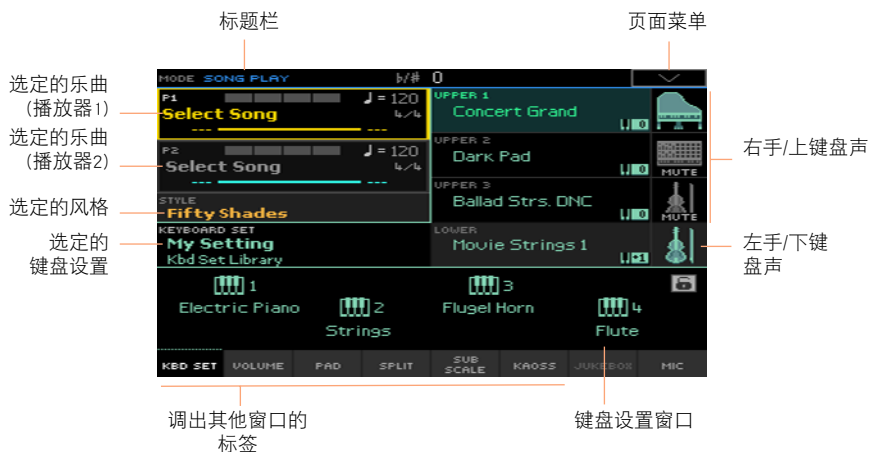 标题栏
页面菜单
选定的乐曲
(播放器1)
选定的乐曲
(播放器2)
选定的风格
选定的
键盘设置
MODE SONG PLAY b/# 0
P1 ♩= 120
Select Song 4/4
--- ---
P2 ♩= 120
Select Song 4/4
--- ---
STYLE
Fifty Shades
KEYBOARD SET
My Setting
Kbd Set Library
UPPER 1
Concert Grand
0
UPPER 2
Dark Pad
0 MUTE
UPPER 3
Ballad Strs. DNC
0 MUTE
LOWER
Movie Strings 1
+1
右手/上键盘声
左手/下键
盘声
1
Electric Piano
2
Strings
3
Flugel Horn
4
Flute
KBD SET VOLUME PAD SPLIT SUB SCALE KAOSS JUKEBOX MIC
调出其他窗口的
标签
键盘设置窗口